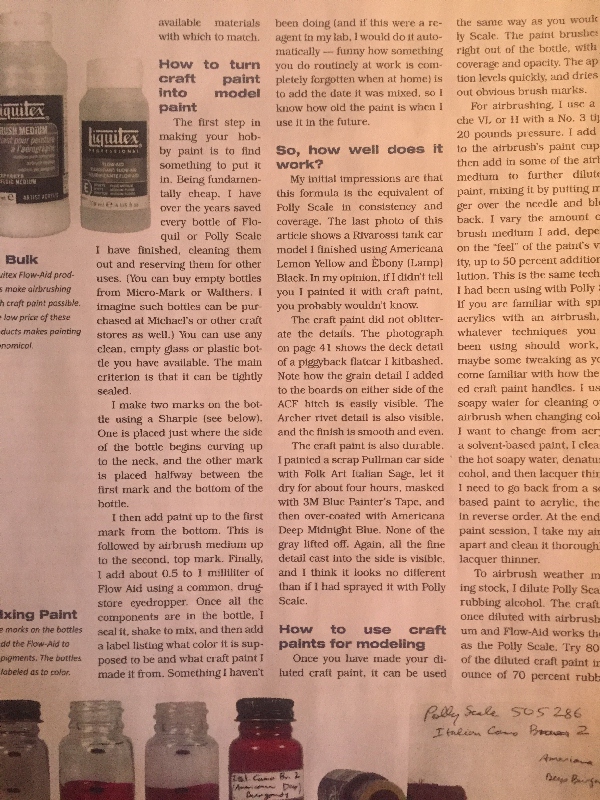 Liquitex
BRUSH MEDIUM
Liquitex
PROFESSIONAL
Bulk
uitex Flow-Aid prod-
s make airbrushing
h craft paint possible.
e low price of these
ducts makes painting
onomical.
ixing Paint
e marks on the bottles
dd the Flow-Aid to
pigments. The bottles
labeled as to color.
available materials
with which to match.
How to turn
craft paint
into model
paint
The first step in
making your hob-
by paint is to find
something to put it
in. Being fundamen-
tally cheap, I have
over the years saved
every bottle of Flo-
quil or Polly Scale
I have finished, cleaning them
out and reserving them for other
uses. (You can buy empty bottles
from Micro-Mark or Walthers. I
imagine such bottles can be pur-
chased at Michael's or other craft
stores as well.) You can use any
clean, empty glass or plastic bot-
tle you have available. The main
criterion is that it can be tightly
sealed.
I make two marks on the bot-
tle using a Sharpie (see below).
One is placed just where the side
of the bottle begins curving up
to the neck, and the other mark
is placed halfway between the
first mark and the bottom of the
bottle.
I then add paint up to the first
mark from the bottom. This is
followed by airbrush medium up
to the second, top mark. Finally,
I add about 0.5 to 1 milliliter of
Flow Aid using a common, drug-
store eyedropper. Once all the
components are in the bottle, I
seal it, shake to mix, and then add
a label listing what color it is sup-
posed to be and what craft paint I
made it from. Something I haven't
been doing (and if this were a re-
agent in my lab, I would do it auto-
matically — funny how something
you do routinely at work is com-
pletely forgotten when at home) is
to add the date it was mixed, so I
know how old the paint is when I
use it in the future.
So, how well does it
work?
My initial impressions are that
this formula is the equivalent of
Polly Scale in consistency and
coverage. The last photo of this
article shows a Rivarossi tank car
model I finished using Americana
Lemon Yellow and Ebony (Lamp)
Black. In my opinion, if I didn't tell
you I painted it with craft paint,
you probably wouldn't know.
The craft paint did not obliter-
ate the details. The photograph
on page 41 shows the deck detail
of a piggyback flatcar I kitbashed.
Note how the grain detail I added
to the boards on either side of the
ACF hitch is easily visible. The
Archer rivet detail is also visible,
and the finish is smooth and even.
The craft paint is also durable.
I painted a scrap Pullman car side
with Folk Art Italian Sage, let it
dry for about four hours, masked
with 3M Blue Painter's Tape, and
then over-coated with Americana
Deep Midnight Blue. None of the
gray lifted off. Again, all the fine
detail cast into the side is visible,
and I think it looks no different
than if I had sprayed it with Polly
Scale.
How to use craft
paints for modeling
Once you have made your di-
luted craft paint, it can be used
the same way as you would
ly Scale. The paint brushes
right out of the bottle, with
coverage and opacity. The ap
tion levels quickly, and dries
out obvious brush marks.
For airbrushing, I use a
che VL or H with a No. 3 tip
20 pounds pressure. I add
to the airbrush's paint cup
then add in some of the airb
medium to further dilute
paint, mixing it by putting m
ger over the needle and blo
back. I vary the amount o
brush medium I add, depe
on the "feel" of the paint's vi
ity, up to 50 percent addition
lution. This is the same tech
I had been using with Polly S
If you are familiar with spr
acrylics with an airbrush,
whatever techniques you
been using should work,
maybe some tweaking as yo
come familiar with how the
ed craft paint handles. I us
soapy water for cleaning o
airbrush when changing col
I want to change from acry
a solvent-based paint, I clea
the hot soapy water, denatu
cohol, and then lacquer thin
I need to go back from a so
based paint to acrylic, the
in reverse order. At the end
paint session, I take my air
apart and clean it thorough
lacquer thinner.
To airbrush weather m
ing stock, I dilute Polly Sca
rubbing alcohol. The craft
once diluted with airbrush
um and Flow-Aid works the
as the Polly Scale. Try 80
of the diluted craft paint in
ounce of 70 percent rubb
Polly Scale 505286
Italian Camo Brown 2
Americana
Deep Burgun
Ital. Camo Br. 2
(Americana Deep
Burgundy)